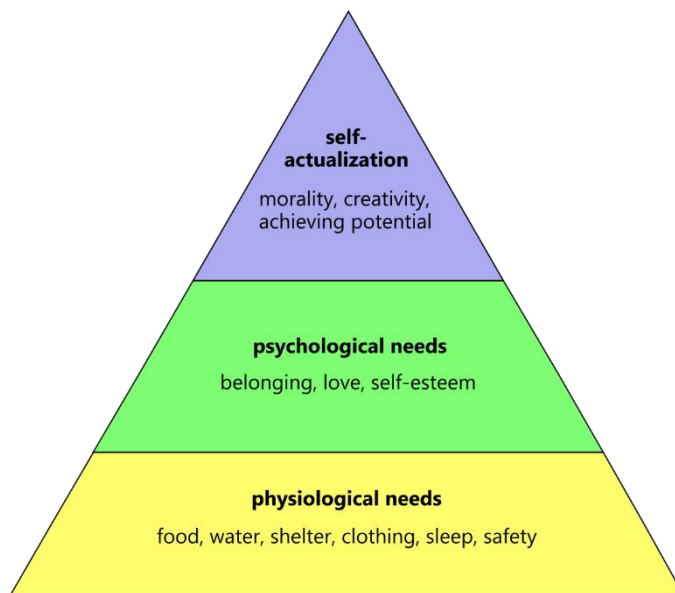 self-
actualization
morality, creativity,
achieving potential
psychological needs
belonging, love, self-esteem
physiological needs
food, water, shelter, clothing, sleep, safety